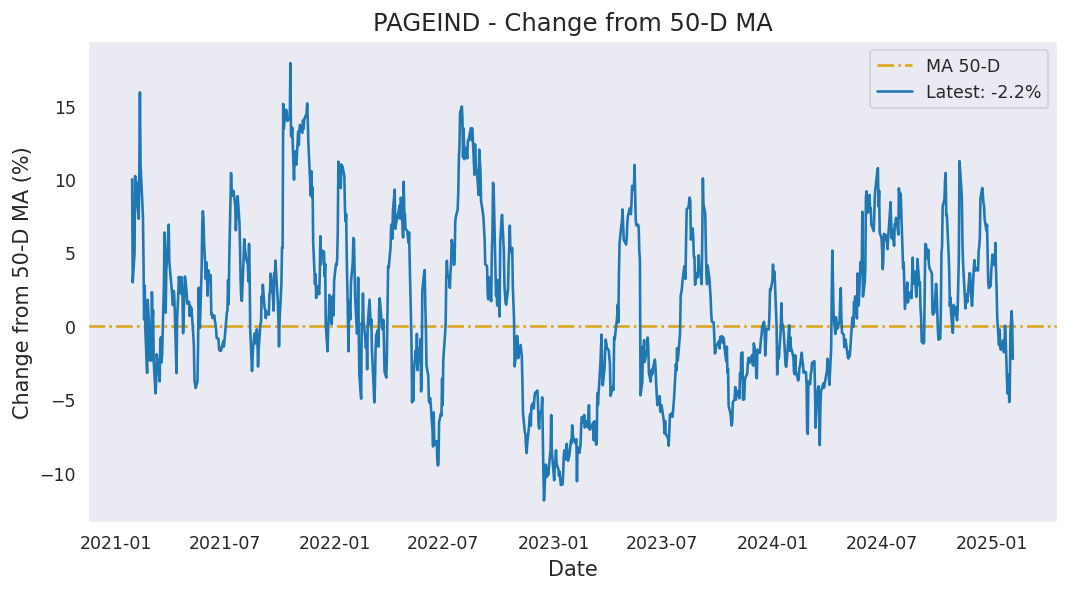 PAGEIND - Change from 50-D MA
MA 50-D
Latest: -2.2%
Change from 50-D MA (%)
15
10
5
0
−5
−10
2021-01 2021-07 2022-01 2022-07 2023-01 2023-07 2024-01 2024-07 2025-01
Date